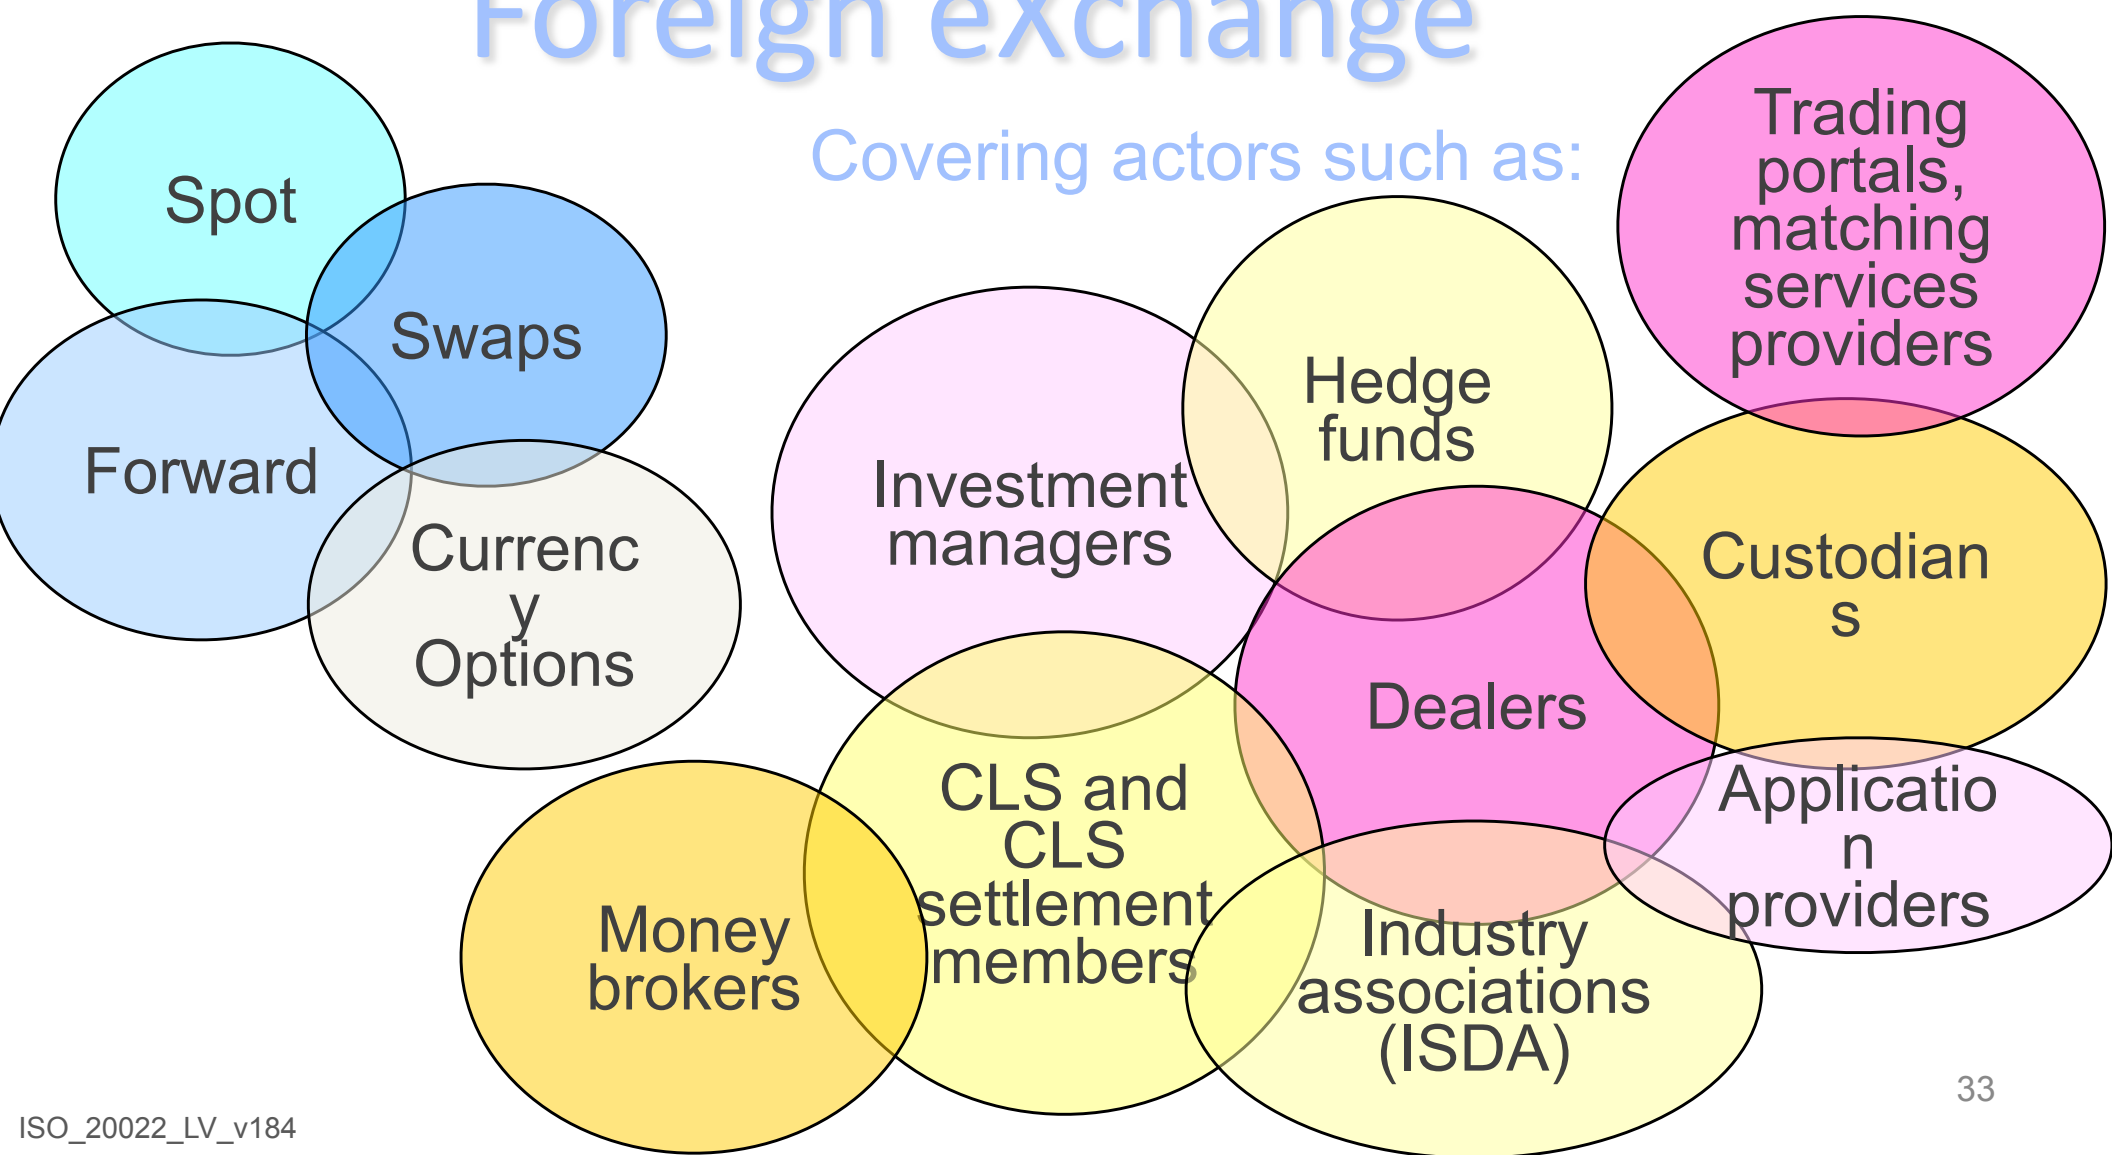 Foreign eXchange
Covering actors such as:
Spot
Swaps
Forward
Currenc
y
Options
Trading
portals,
matching
services
providers
Hedge
funds
Investment
managers
Custodian
s
Dealers
CLS and
CLS
settlement
members
Applicatio
n
providers
Money
brokers
Industry
associations
(ISDA)
33
ISO_20022_LV_v184